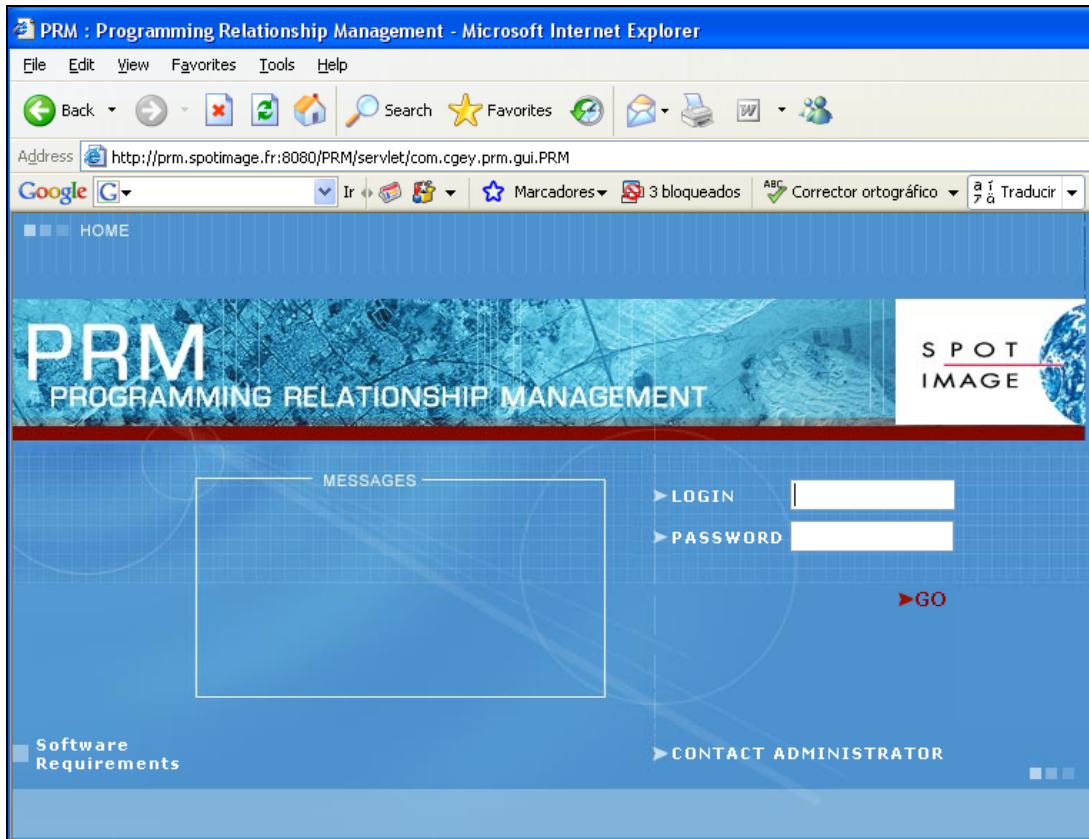 PRM : Programming Relationship Management - Microsoft Internet Explorer
File Edit View Favorites Tools Help
Back Search Favorites W
Address http://prm.spotimage.fr:8080/PRM/servlet/com.cgey.prm.gui.PRM
Google G Ir Marcadores 3 bloqueados ABC Corrector ortográfico Traducir
HOME
PRM
PROGRAMMING RELATIONSHIP MANAGEMENT
SPOT
IMAGE
MESSAGES
LOGIN
PASSWORD
GO
Software
Requirements
CONTACT ADMINISTRATOR